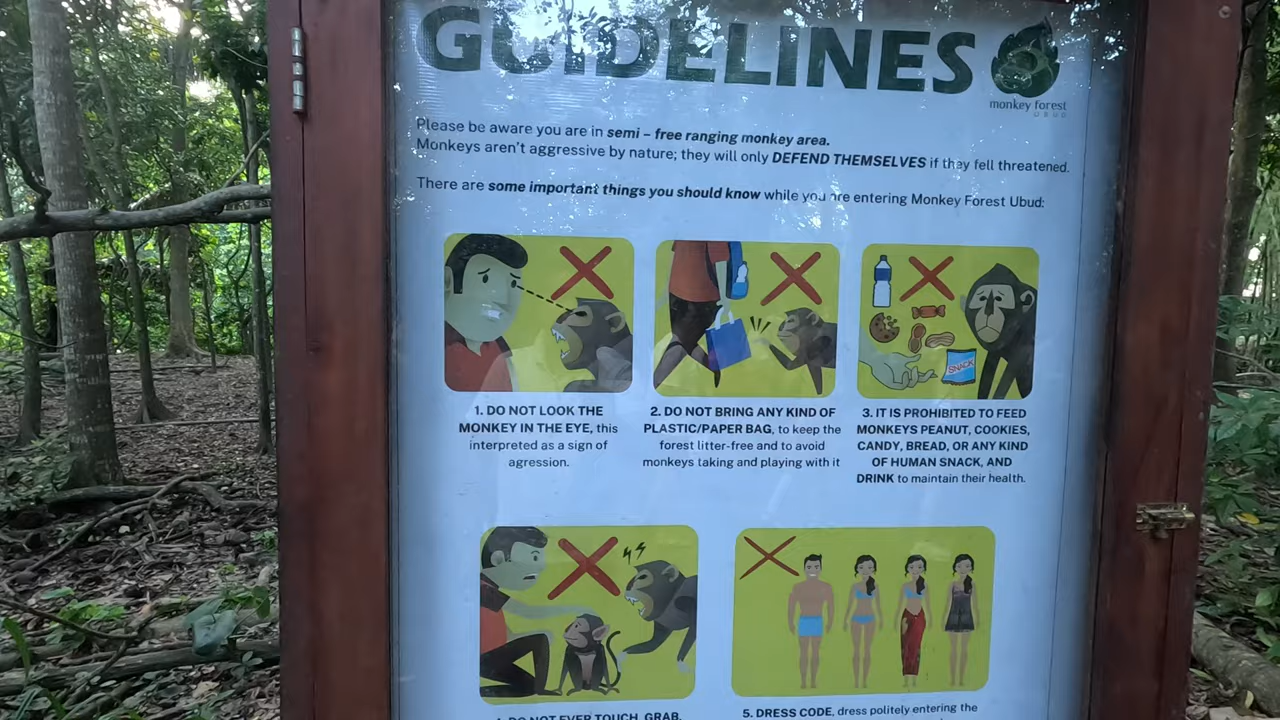 GUIDELINES
monkey forest
UBUD
Please be aware you are in semi – free ranging monkey area.
Monkeys aren't aggressive by nature; they will only DEFEND THEMSELVES if they fell threatened.
There are some important things you should know while you are entering Monkey Forest Ubud:
SNACK
1. DO NOT LOOK THE
MONKEY IN THE EYE, this
interpreted as a sign of
agression.
2. DO NOT BRING ANY KIND OF
PLASTIC/PAPER BAG, to keep the
forest litter-free and to avoid
monkeys taking and playing with it
3. IT IS PROHIBITED TO FEED
MONKEYS PEANUT, COOKIES,
CANDY, BREAD, OR ANY KIND
OF HUMAN SNACK, AND
DRINK to maintain their health.
4. DO NOT EVER TOUCH, GRAB,
5. DRESS CODE, dress politely entering the